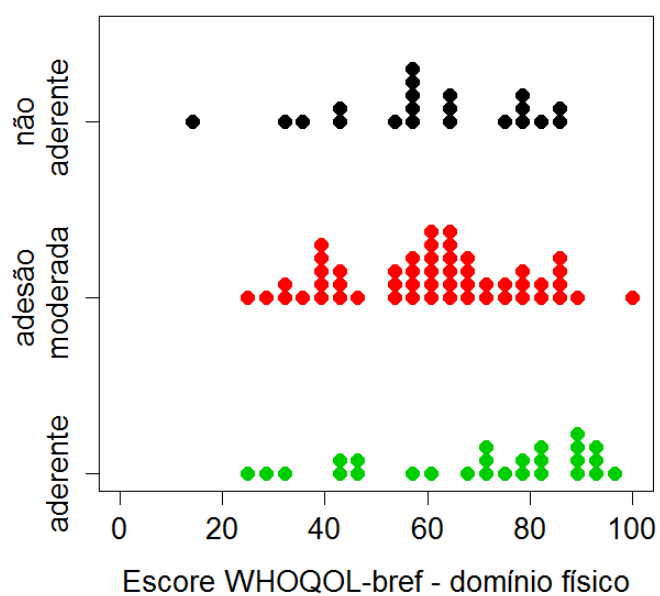 não
aderente
adesão
moderada
aderente
0 20 40 60 80 100
Escore WHOQOL-bref - domínio físico